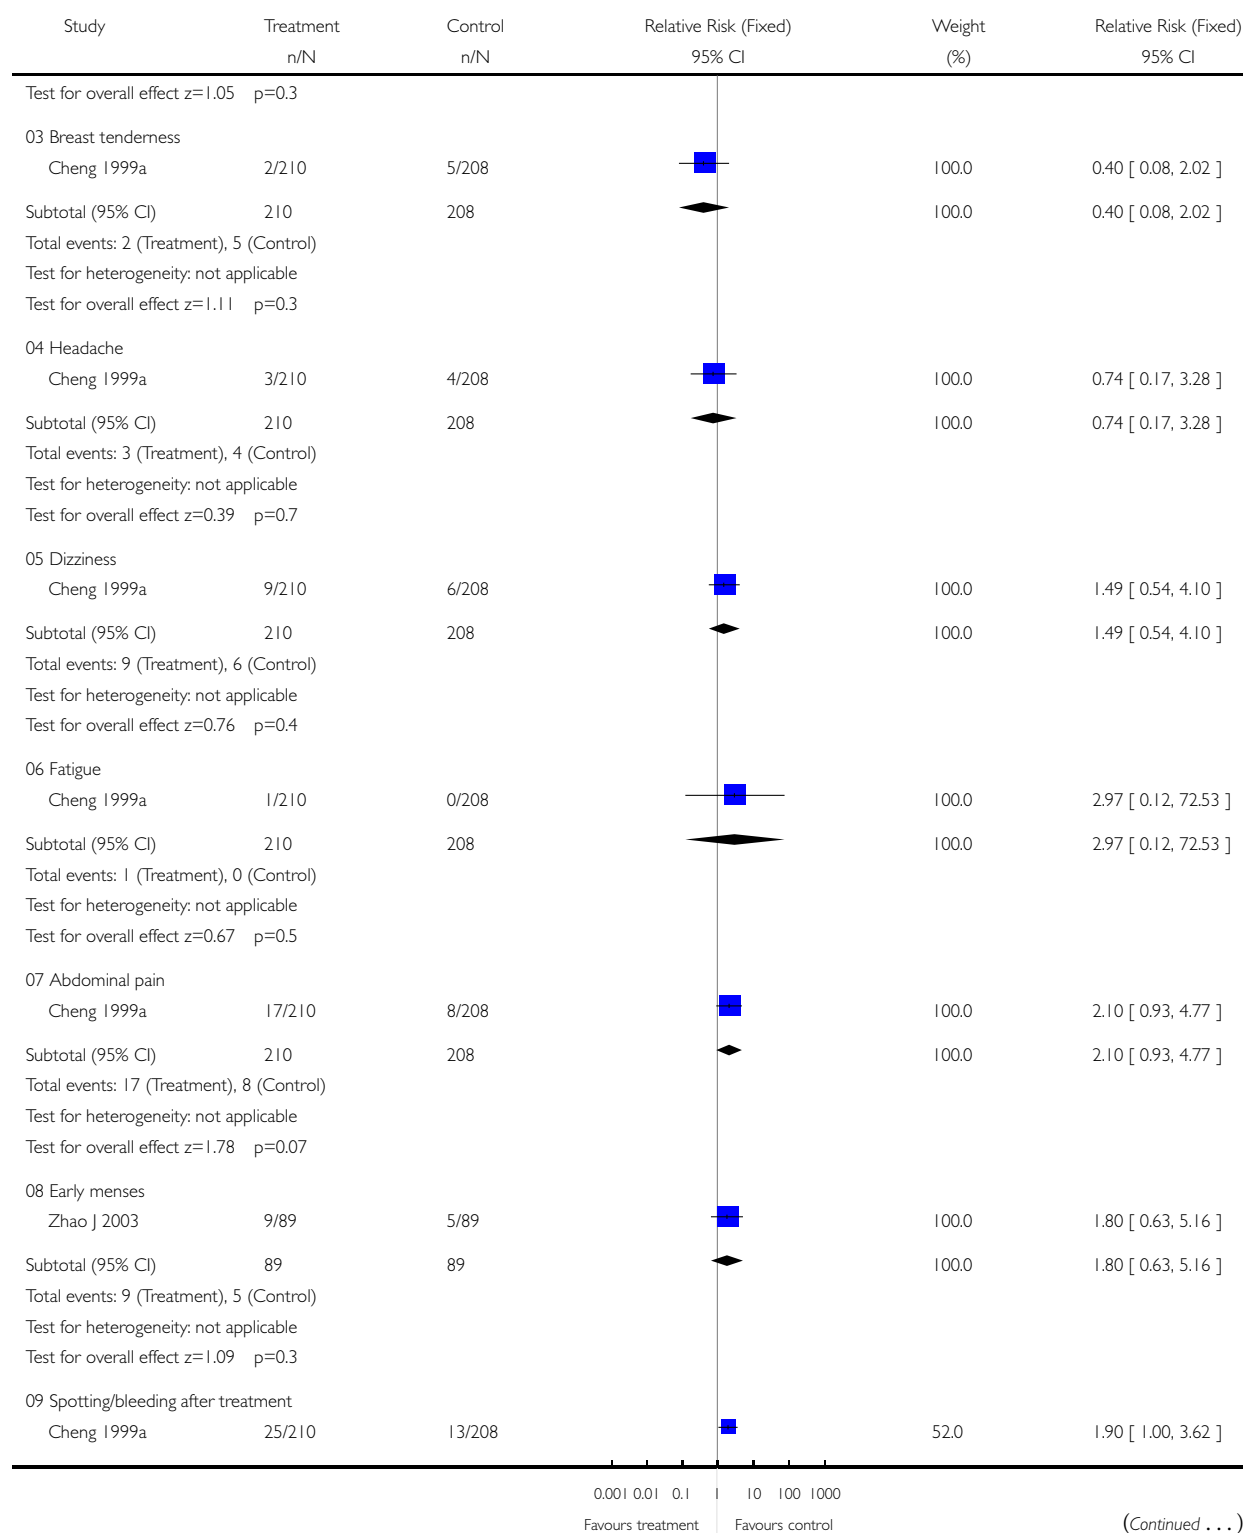 Study Treatment Control Relative Risk (Fixed) Weight Relative Risk (Fixed)
n/N n/N 95% CI (%) 95% CI
Test for overall effect z=1.05 p=0.3
03 Breast tenderness
Cheng 1999a 2/210 5/208 100.0 0.40 [ 0.08, 2.02 ]
Subtotal (95% CI) 210 208 100.0 0.40 [ 0.08, 2.02 ]
Total events: 2 (Treatment), 5 (Control)
Test for heterogeneity: not applicable
Test for overall effect z=1.11 p=0.3
04 Headache
Cheng 1999a 3/210 4/208 100.0 0.74 [ 0.17, 3.28 ]
Subtotal (95% CI) 210 208 100.0 0.74 [ 0.17, 3.28 ]
Total events: 3 (Treatment), 4 (Control)
Test for heterogeneity: not applicable
Test for overall effect z=0.39 p=0.7
05 Dizziness
Cheng 1999a 9/210 6/208 100.0 1.49 [ 0.54, 4.10 ]
Subtotal (95% CI) 210 208 100.0 1.49 [ 0.54, 4.10 ]
Total events: 9 (Treatment), 6 (Control)
Test for heterogeneity: not applicable
Test for overall effect z=0.76 p=0.4
06 Fatigue
Cheng 1999a 1/210 0/208 100.0 2.97 [ 0.12, 72.53 ]
Subtotal (95% CI) 210 208 100.0 2.97 [ 0.12, 72.53 ]
Total events: 1 (Treatment), 0 (Control)
Test for heterogeneity: not applicable
Test for overall effect z=0.67 p=0.5
07 Abdominal pain
Cheng 1999a 17/210 8/208 100.0 2.10 [ 0.93, 4.77 ]
Subtotal (95% CI) 210 208 100.0 2.10 [ 0.93, 4.77 ]
Total events: 17 (Treatment), 8 (Control)
Test for heterogeneity: not applicable
Test for overall effect z=1.78 p=0.07
08 Early menses
Zhao J 2003 9/89 5/89 100.0 1.80 [ 0.63, 5.16 ]
Subtotal (95% CI) 89 89 100.0 1.80 [ 0.63, 5.16 ]
Total events: 9 (Treatment), 5 (Control)
Test for heterogeneity: not applicable
Test for overall effect z=1.09 p=0.3
09 Spotting/bleeding after treatment
Cheng 1999a 25/210 13/208 52.0 1.90 [ 1.00, 3.62 ]
0.001 0.01 0.1 1 10 100 1000
Favours treatment Favours control (Continued . . . )